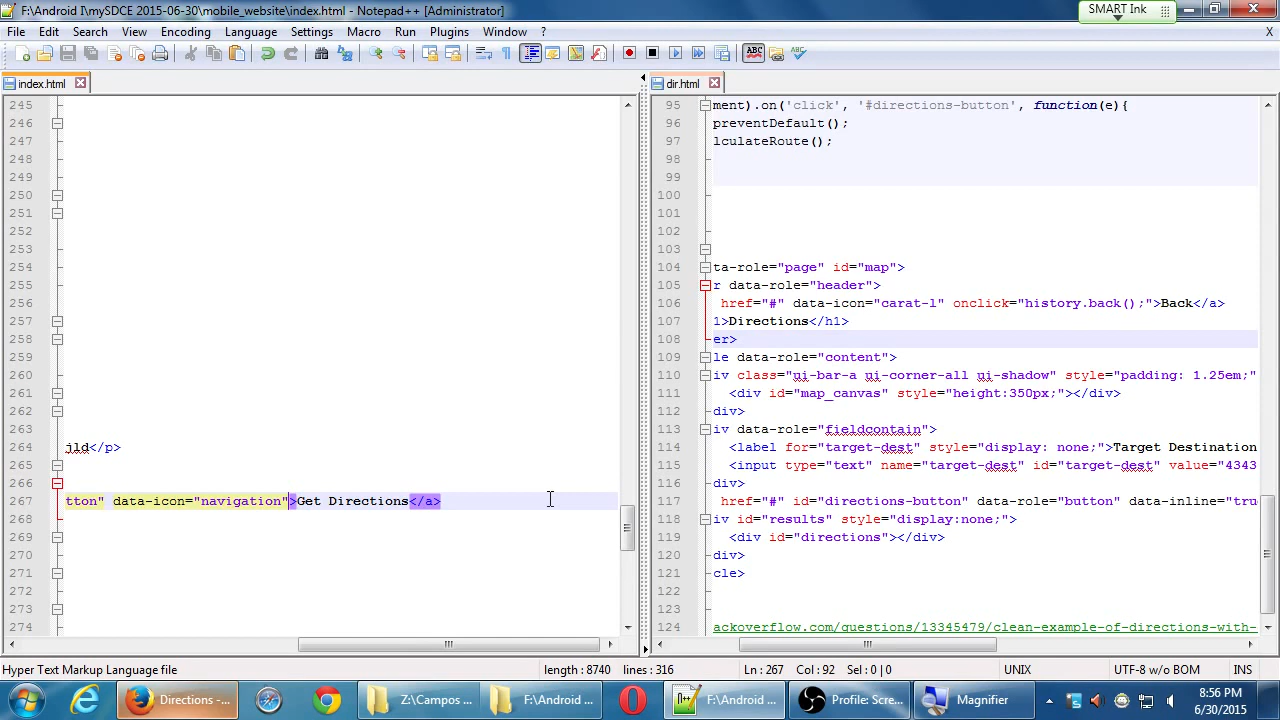 F:\Android I\mySDCE 2015-06-30\mobile_website\index.html - Notepad++ [Administrator]
SMART Ink
File Edit Search View Encoding Language Settings Macro Run Plugins Window ? X
index.html
dir.html
245
246
247
248
249
250
251
252
253
254
255
256
257
258
259
260
261
262
263
264 jld</p>
265
266
267 tton" data-icon="navigation">Get Directions</a>
268
269
270
271
272
273
274
95 ment).on('click', '#directions-button', function(e){
96 preventDefault();
97 lculateRoute();
98
99
100
101
102
103
104 ta-role="page" id="map">
105 r data-role="header">
106 href="#" data-icon="carat-l" onclick="history.back();">Back</a>
107 1>Directions</h1>
108 er>
109 le data-role="content">
110 iv class="ui-bar-a ui-corner-all ui-shadow" style="padding: 1.25em;"
111 <div id="map_canvas" style="height:350px;"></div>
112 div>
113 iv data-role="fieldcontain">
114 <label for="target-dest" style="display: none;">Target Destination
115 <input type="text" name="target-dest" id="target-dest" value="4343
116 div>
117 href="#" id="directions-button" data-role="button" data-inline="tru
118 iv id="results" style="display:none;">
119 <div id="directions"></div>
120 div>
121 cle>
122
123
124 ackoverflow.com/questions/13345479/clean-example-of-directions-with-
Hyper Text Markup Language file length : 8740 lines : 316 Ln : 267 Col : 92 Sel : 0 | 0 UNIX UTF-8 w/o BOM INS
Directions -... Z:\Campos ... F:\Android ... F:\Android ... Profile: Scre... Magnifier
8:56 PM
6/30/2015